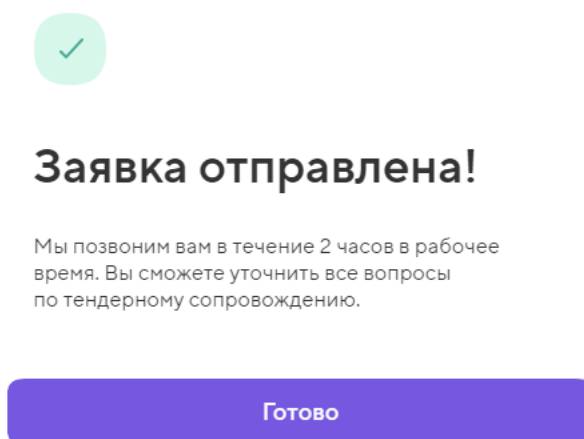 Заявка отправлена!
Мы позвоним вам в течение 2 часов в рабочее
время. Вы сможете уточнить все вопросы
по тендерному сопровождению.
Готово